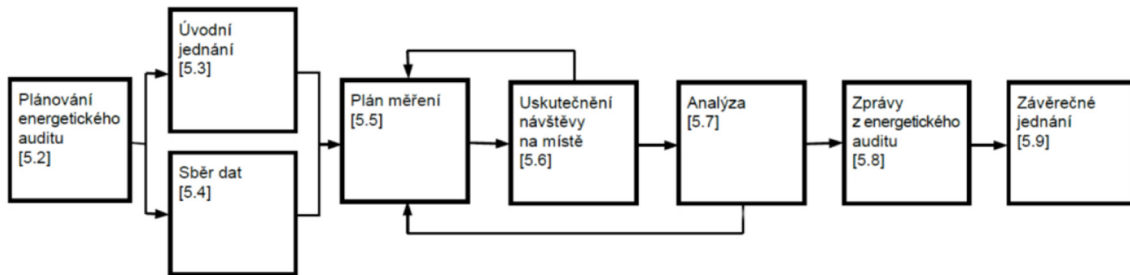 Plánování
energetického
auditu
[5.2]
Úvodní
jednání
[5.3]
Sběr dat
[5.4]
Plán měření
[5.5]
Uskutečnění
návštěvy
na místě
[5.6]
Analýza
[5.7]
Zprávy
z energetického
auditu
[5.8]
Závěrečné
jednání
[5.9]